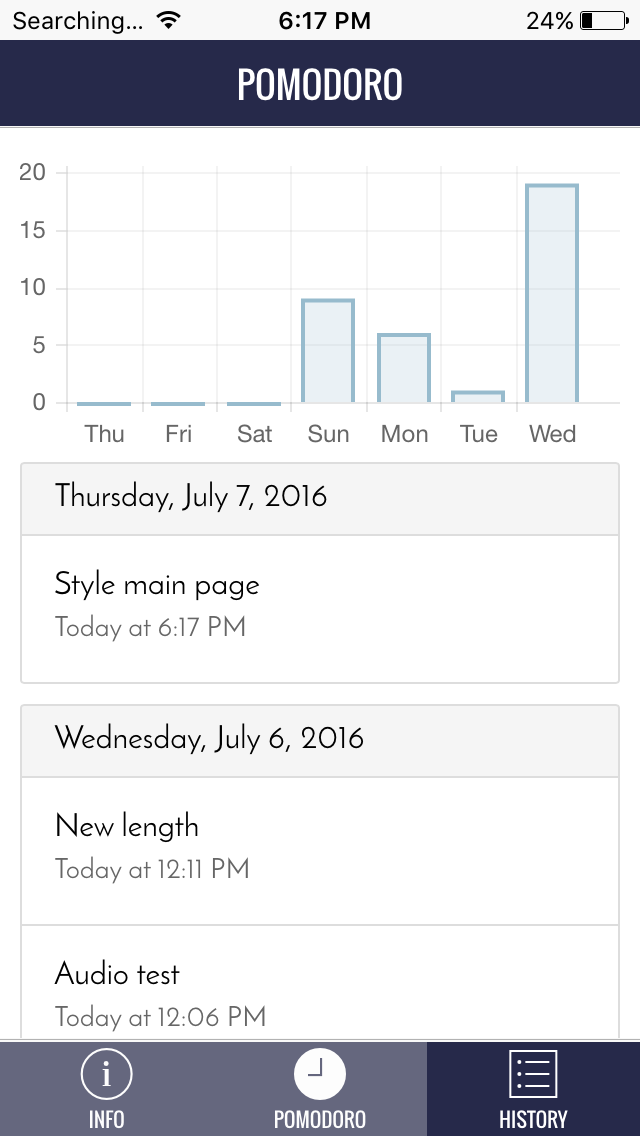 Searching... 6:17 PM 24%
POMODORO
20
15
10
5
0
Thu Fri Sat Sun Mon Tue Wed
Thursday, July 7, 2016
Style main page
Today at 6:17 PM
Wednesday, July 6, 2016
New length
Today at 12:11 PM
Audio test
Today at 12:06 PM
INFO POMODORO HISTORY